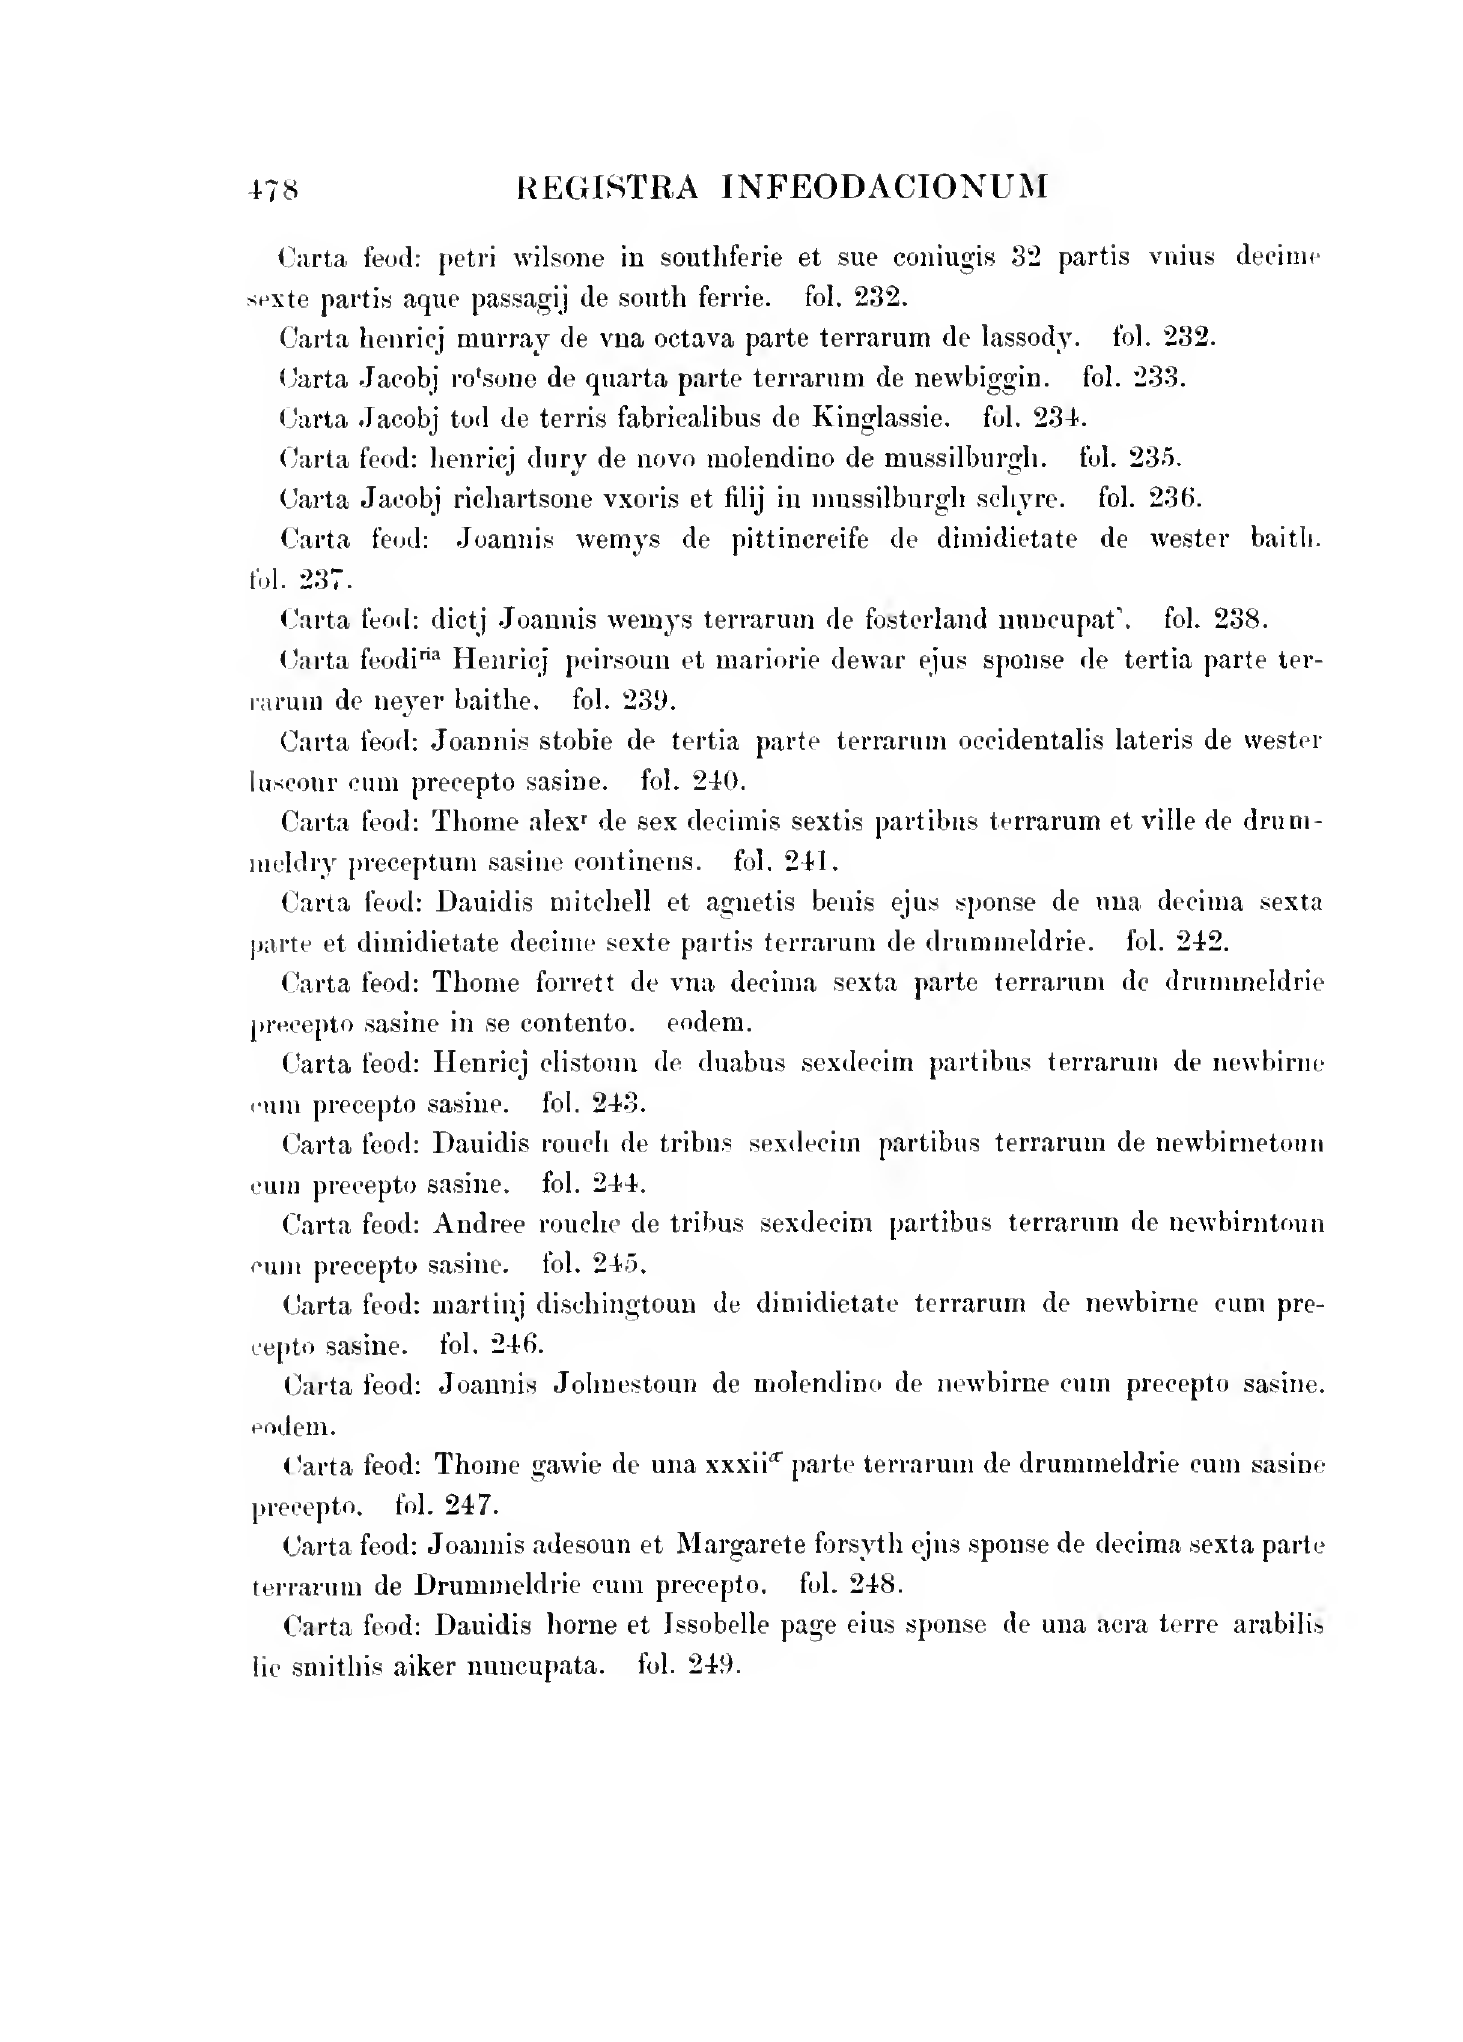 478 REGISTRA INFEODACIONUM
Carta feod: petri wilsone in southferie et sue coniugis 32 partis vnius decime
sexte partis aque passagij de south ferrie. fol. 232.
Carta henricj murray de vna octava parte terrarum de lassody. fol. 232.
Carta Jacobj roᵗsone de quarta parte terrarum de newbiggin. fol. 233.
Carta Jacobj tod de terris fabricalibus de Kinglassie. fol. 234.
Carta feod: henricj dury de novo molendino de mussilburgh. fol. 235.
Carta Jacobj richartsone vxoris et filij in mussilburgh schyre. fol. 236.
Carta feod: Joannis wemys de pittincreife de dimidietate de wester baith.
fol. 237.
Carta feod: dictj Joannis wemys terrarum de fosterland nuncupat'. fol. 238.
Carta feodiʳⁱᵃ Henricj peirsoun et mariorie dewar ejus sponse de tertia parte ter-
rarum de neyer baithe. fol. 239.
Carta feod: Joannis stobie de tertia parte terrarum occidentalis lateris de wester
luscour cum precepto sasine. fol. 240.
Carta feod: Thome alexʳ de sex decimis sextis partibus terrarum et ville de drum-
meldry preceptum sasine continens. fol. 241.
Carta feod: Dauidis mitchell et agnetis benis ejus sponse de una decima sexta
parte et dimidietate decime sexte partis terrarum de drummeldrie. fol. 242.
Carta feod: Thome forrett de vna decima sexta parte terrarum de drummeldrie
precepto sasine in se contento. eodem.
Carta feod: Henricj clistoun de duabus sexdecim partibus terrarum de newbirne
cum precepto sasine. fol. 243.
Carta feod: Dauidis rouch de tribus sexdecim partibus terrarum de newbirnetoun
cum precepto sasine. fol. 244.
Carta feod: Andree rouche de tribus sexdecim partibus terrarum de newbirntoun
cum precepto sasine. fol. 245.
Carta feod: martinj dischingtoun de dimidietate terrarum de newbirne cum pre-
cepto sasine. fol. 246.
Carta feod: Joannis Johnestoun de molendino de newbirne cum precepto sasine.
eodem.
Carta feod: Thome gawie de una xxxiiᵃ parte terrarum de drummeldrie cum sasine
precepto. fol. 247.
Carta feod: Joannis adesoun et Margarete forsyth ejus sponse de decima sexta parte
terrarum de Drummeldrie cum precepto. fol. 248.
Carta feod: Dauidis horne et Issobelle page eius sponse de una acra terre arabilis
lie smithis aiker nuncupata. fol. 249.